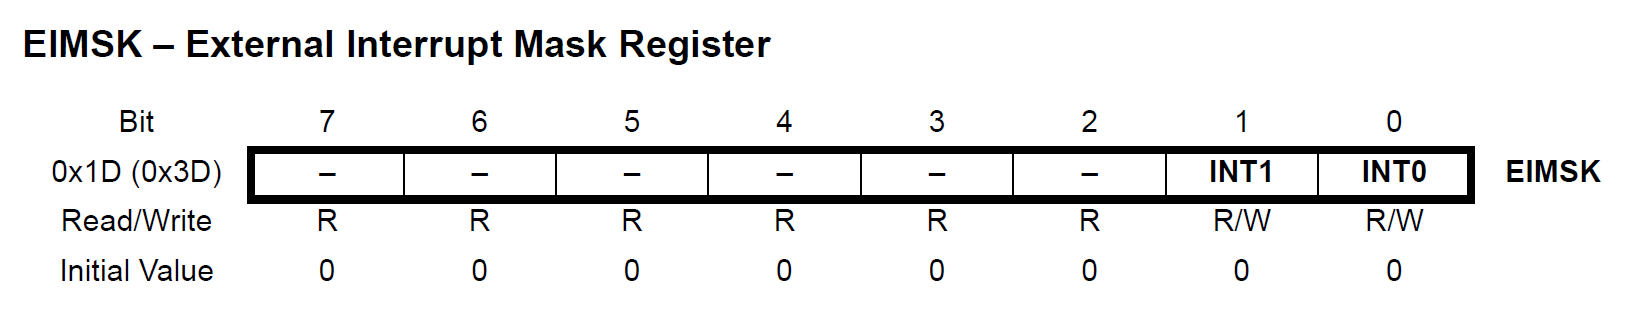 EIMSK – External Interrupt Mask Register
Bit 7 6 5 4 3 2 1 0
0x1D (0x3D) – – – – – – INT1 INT0 EIMSK
Read/Write R R R R R R R/W R/W
Initial Value 0 0 0 0 0 0 0 0